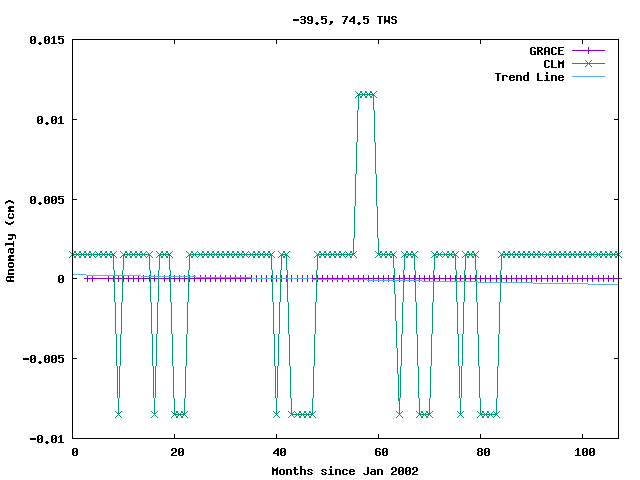 -39.5, 74.5 TWS
0.015
GRACE
CLM
Trend Line
0.01
0.005
0
-0.005
-0.01
Anomaly (cm)
0 20 40 60 80 100
Months since Jan 2002